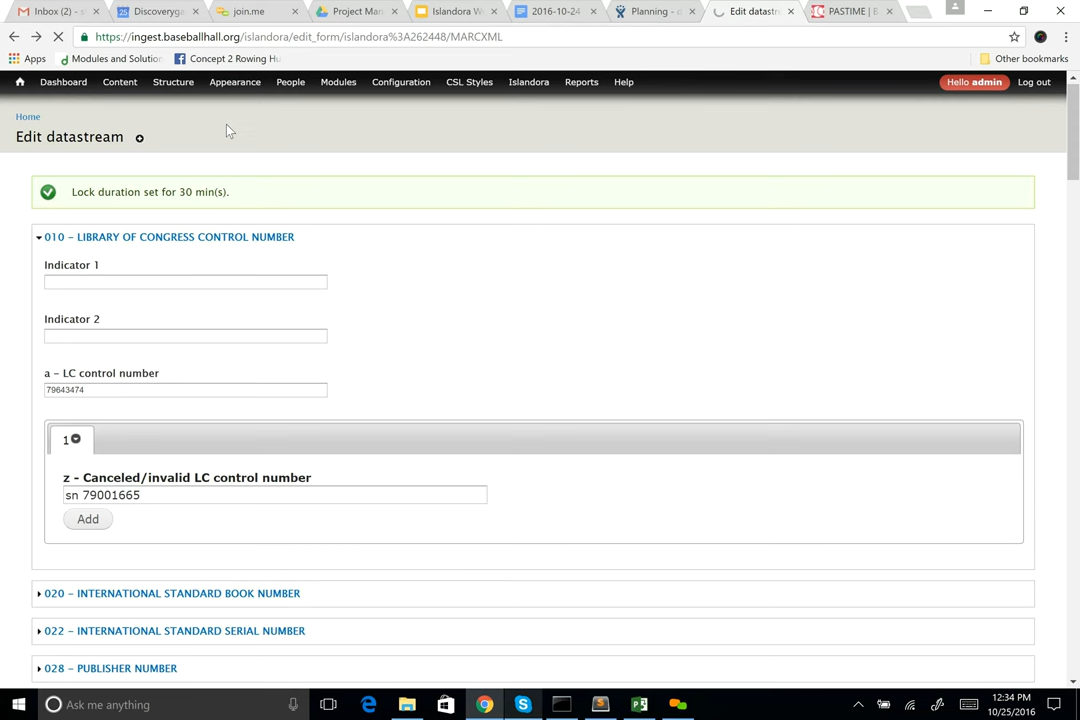 Inbox (2) - s
Discoveryga
join.me
Project Man
Islandora W
2016-10-24
Planning - d
Edit datastre
PASTIME | B
https://ingest.baseballhall.org/islandora/edit_form/islandora%3A262448/MARCXML
Apps
Modules and Solution
Concept 2 Rowing Hu
Other bookmarks
Dashboard
Content
Structure
Appearance
People
Modules
Configuration
CSL Styles
Islandora
Reports
Help
Hello admin
Log out
Home
Edit datastream
Lock duration set for 30 min(s).
010 - LIBRARY OF CONGRESS CONTROL NUMBER
Indicator 1
Indicator 2
a - LC control number
79643474
1
z - Canceled/invalid LC control number
sn 79001665
Add
020 - INTERNATIONAL STANDARD BOOK NUMBER
022 - INTERNATIONAL STANDARD SERIAL NUMBER
028 - PUBLISHER NUMBER
Ask me anything
12:34 PM
10/25/2016